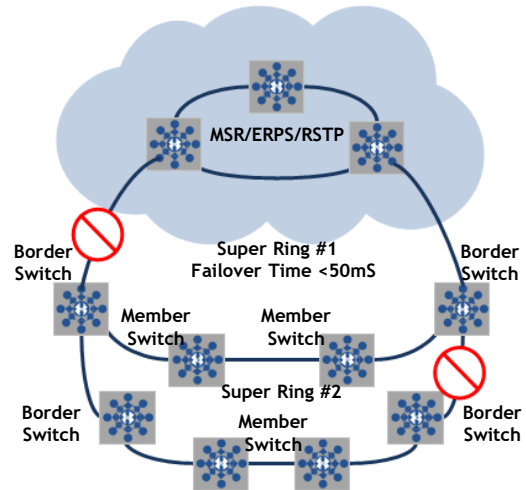 MSR/ERPS/RSTP
Super Ring #1
Failover Time <50mS
Border
Switch
Border
Switch
Member
Switch
Member
Switch
Super Ring #2
Border
Switch
Member
Switch
Border
Switch